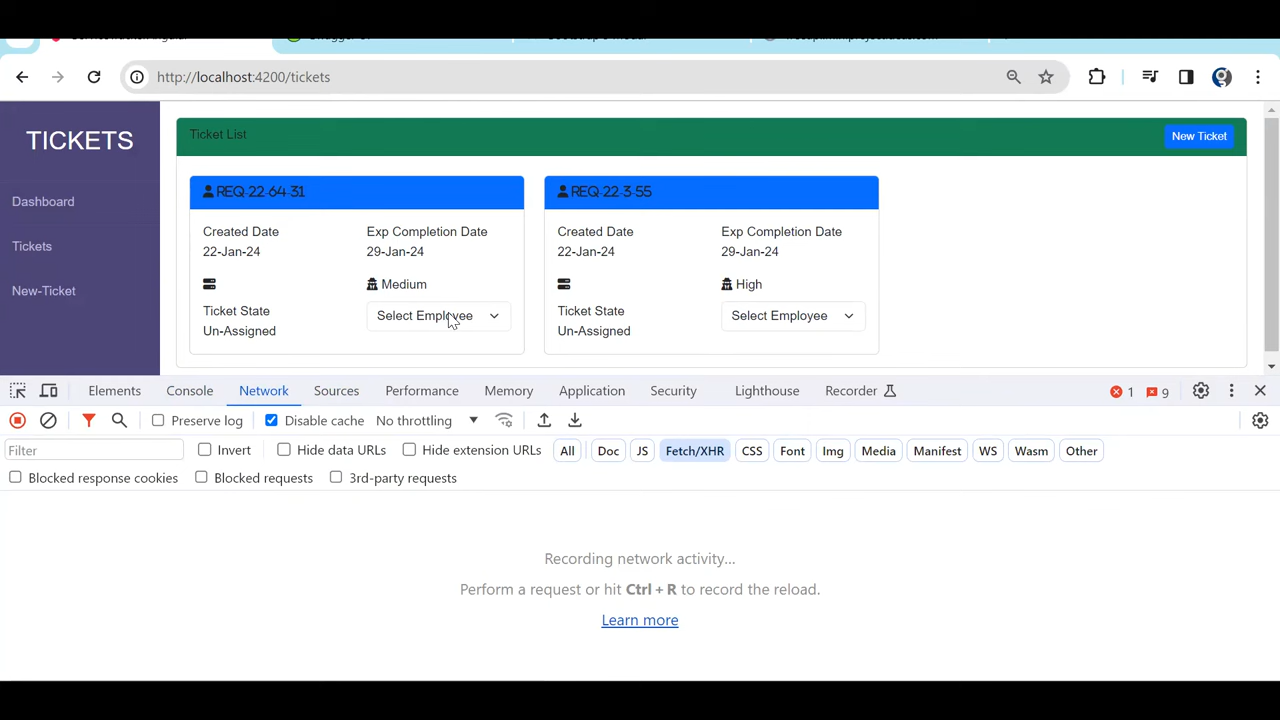 http://localhost:4200/tickets
TICKETS
Dashboard
Tickets
New-Ticket
Ticket List
New Ticket
REQ-22-64-31
Created Date
Exp Completion Date
22-Jan-24
29-Jan-24
Medium
Ticket State
Un-Assigned
Select Employee
REQ-22-3-55
Created Date
Exp Completion Date
22-Jan-24
29-Jan-24
High
Ticket State
Un-Assigned
Select Employee
Elements Console Network Sources Performance Memory Application Security Lighthouse Recorder 1 9
Preserve log Disable cache No throttling
Filter Invert Hide data URLs Hide extension URLs All Doc JS Fetch/XHR CSS Font Img Media Manifest WS Wasm Other
Blocked response cookies Blocked requests 3rd-party requests
Recording network activity...
Perform a request or hit Ctrl + R to record the reload.
Learn more